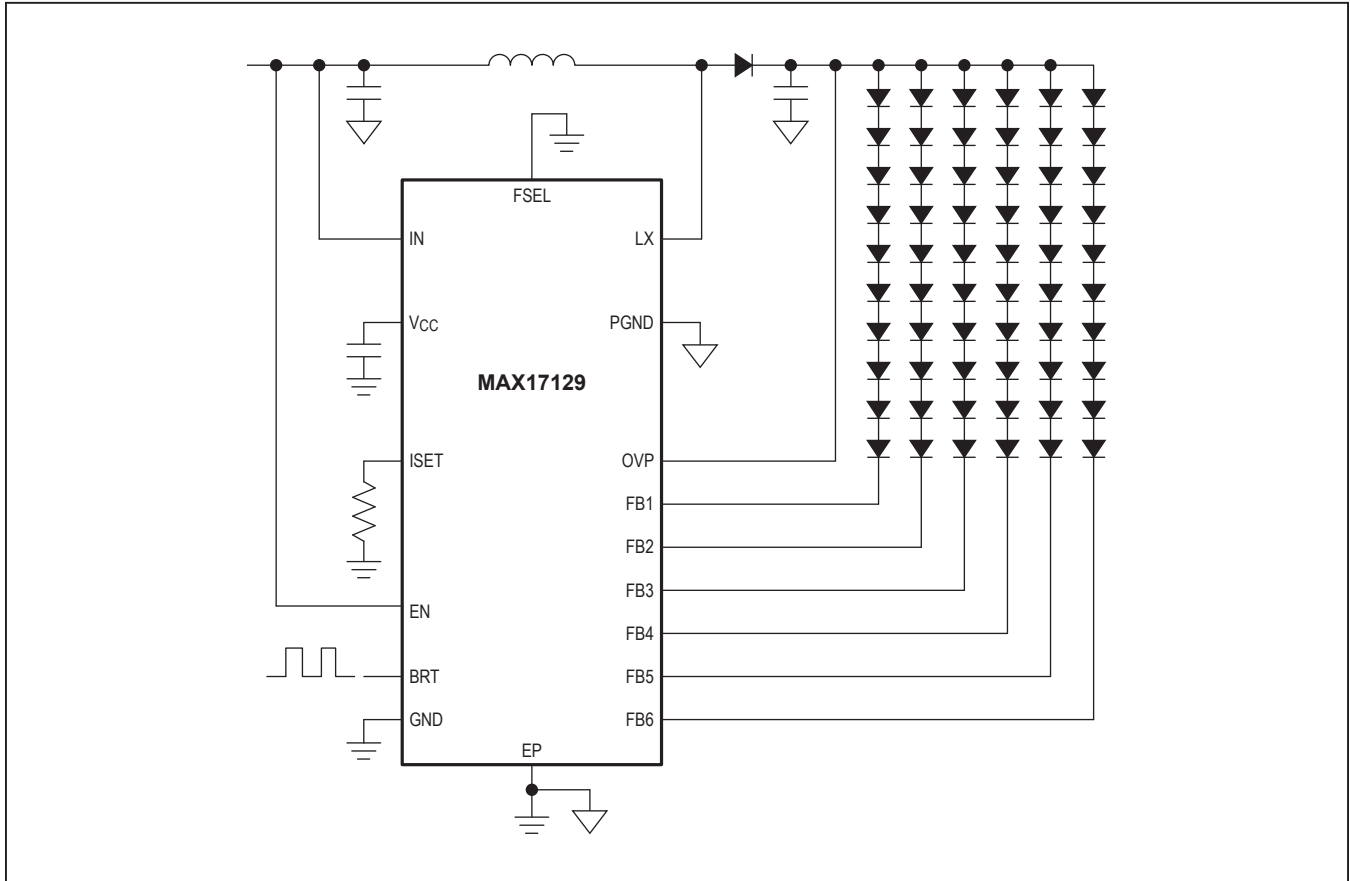 FSEL
IN
LX
VCC
PGND
MAX17129
ISET
OVP
FB1
FB2
FB3
EN
FB4
BRT
FB5
GND
FB6
EP